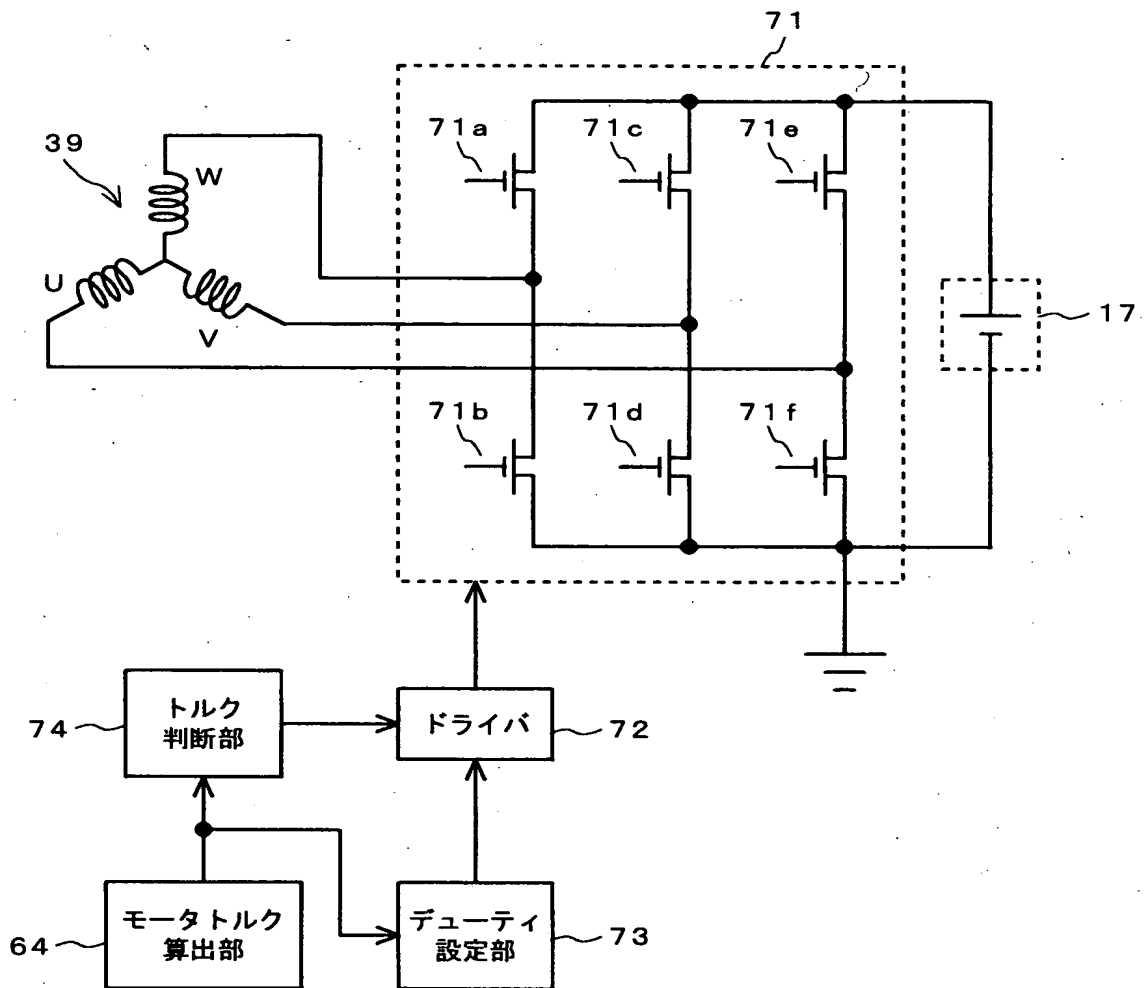 71
39
71a
71c
71e
W
U
V
17
71b
71d
71f
74
トルク
判断部
ドライバ
72
64
モータトルク
算出部
デューティ
設定部
73